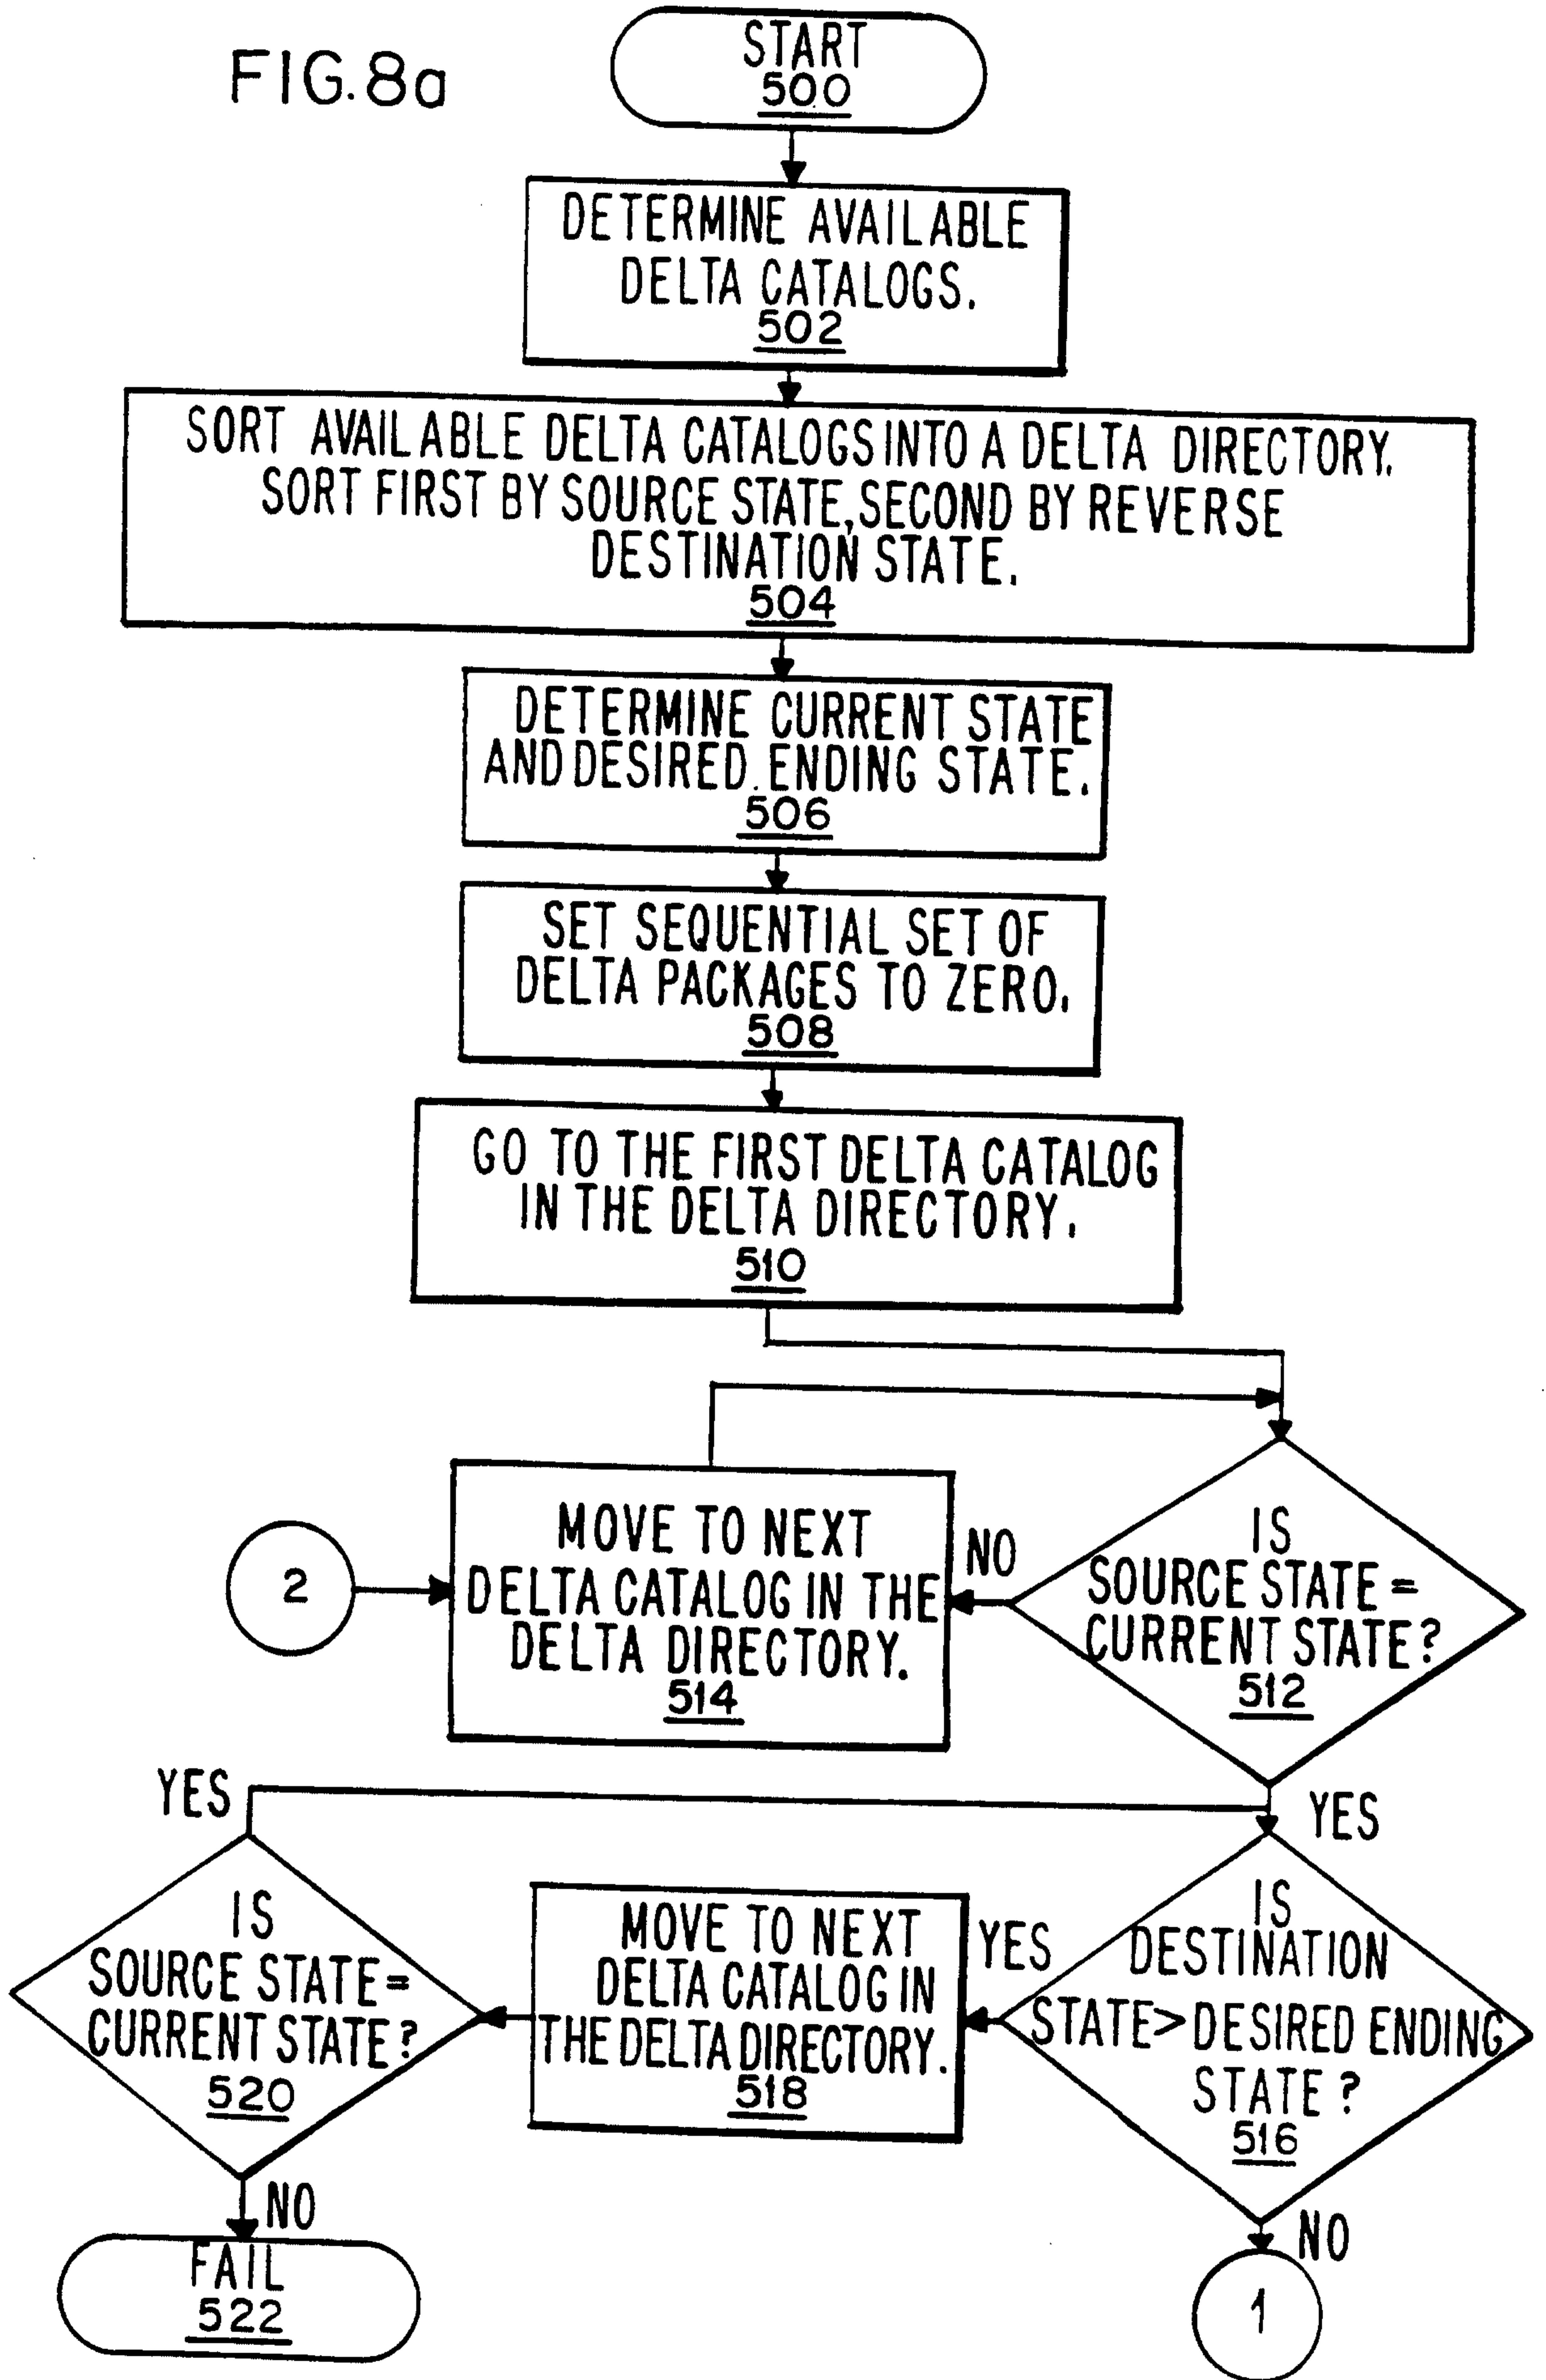 FIG. 8a
START
500
DETERMINE AVAILABLE
DELTA CATALOGS.
502
SORT AVAILABLE DELTA CATALOGS INTO A DELTA DIRECTORY.
SORT FIRST BY SOURCE STATE, SECOND BY REVERSE
DESTINATION STATE.
504
DETERMINE CURRENT STATE
AND DESIRED ENDING STATE.
506
SET SEQUENTIAL SET OF
DELTA PACKAGES TO ZERO.
508
GO TO THE FIRST DELTA CATALOG
IN THE DELTA DIRECTORY.
510
2
MOVE TO NEXT
DELTA CATALOG IN THE
DELTA DIRECTORY.
514
NO
IS
SOURCE STATE =
CURRENT STATE?
512
YES
YES
IS
SOURCE STATE =
CURRENT STATE?
520
MOVE TO NEXT
DELTA CATALOG IN
THE DELTA DIRECTORY.
518
YES
IS
DESTINATION
STATE > DESIRED ENDING
STATE?
516
NO
FAIL
522
NO
1